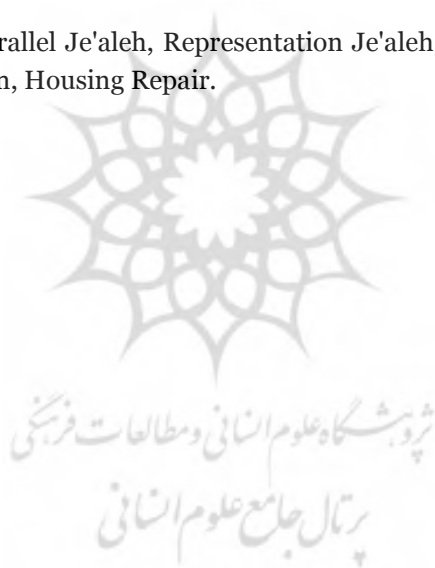 rallel Je'aleh, Representation Je'aleh
n, Housing Repair.
پژوهشگاه علوم انسانی و مطالعات فرهنگی
پرتال جامع علوم انسانی